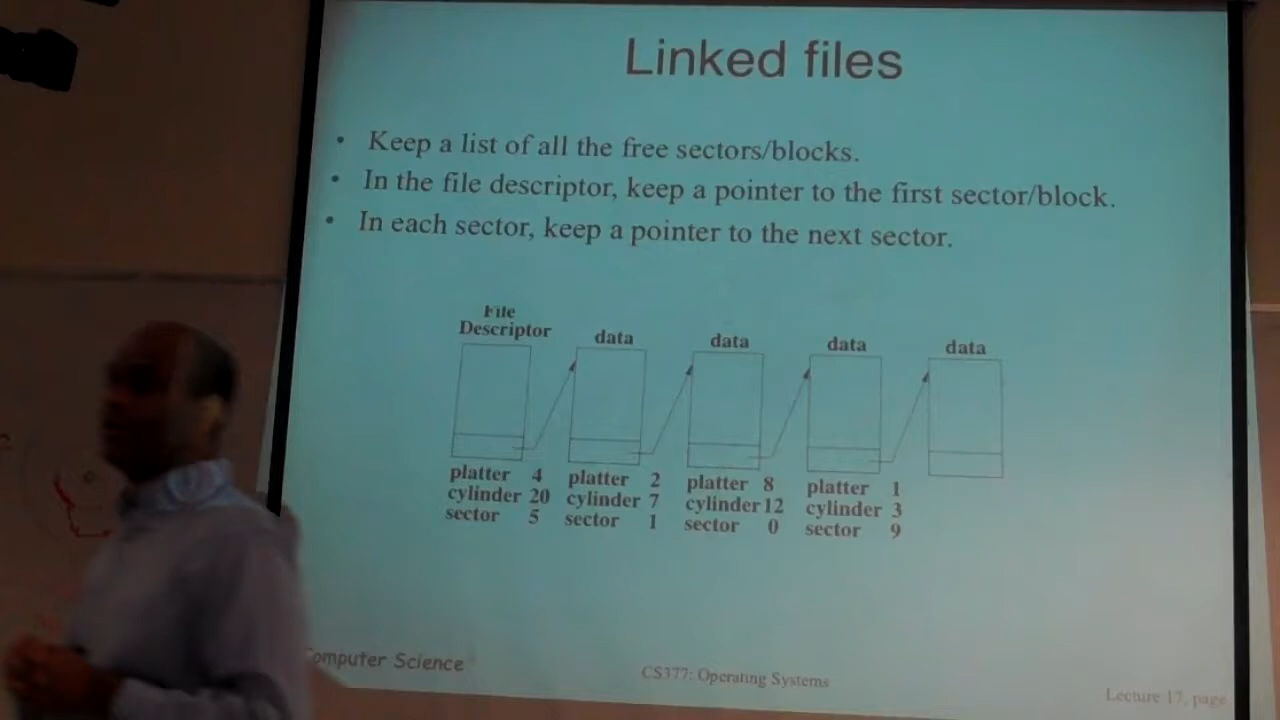 Linked files
• Keep a list of all the free sectors/blocks.
• In the file descriptor, keep a pointer to the first sector/block.
• In each sector, keep a pointer to the next sector.
File
Descriptor
data
data
data
data
platter 4
cylinder 20
sector 5
platter 2
cylinder 7
sector 1
platter 8
cylinder 12
sector 0
platter 1
cylinder 3
sector 9
Computer Science
CS377: Operating Systems
Lecture 17, page